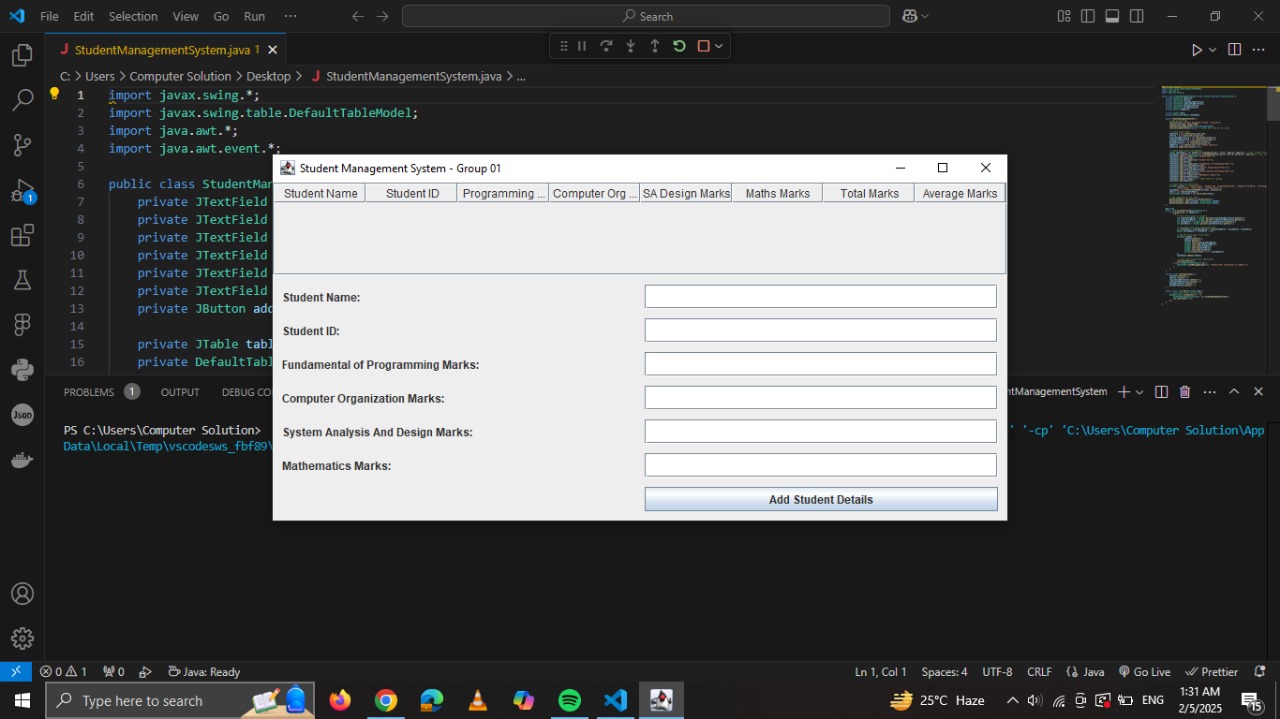 File Edit Selection View Go Run ··· Search
J StudentManagementSystem.java 1
C: > Users > Computer Solution > Desktop > J StudentManagementSystem.java > ...
1 import javax.swing.*;
2 import javax.swing.table.DefaultTableModel;
3 import java.awt.*;
4 import java.awt.event.*;
5
6 public class StudentMan
7 private JTextField
8 private JTextField
9 private JTextField
10 private JTextField
11 private JTextField
12 private JTextField
13 private JButton add
14
15 private JTable tabl
16 private DefaultTabl
Student Management System - Group 01
Student Name Student ID Programming ... Computer Org ... SA Design Marks Maths Marks Total Marks Average Marks
Student Name:
Student ID:
Fundamental of Programming Marks:
Computer Organization Marks:
System Analysis And Design Marks:
Mathematics Marks:
Add Student Details
PROBLEMS 1 OUTPUT DEBUG CO ntManagementSystem
PS C:\Users\Computer Solution> ' '-cp' 'C:\Users\Computer Solution\App
Data\Local\Temp\vscodesws_fbf89\
1
Json
0 1 0 Java: Ready Ln 1, Col 1 Spaces: 4 UTF-8 CRLF {} Java Go Live Prettier
Type here to search 25°C Haze ENG 1:31 AM
2/5/2025 15